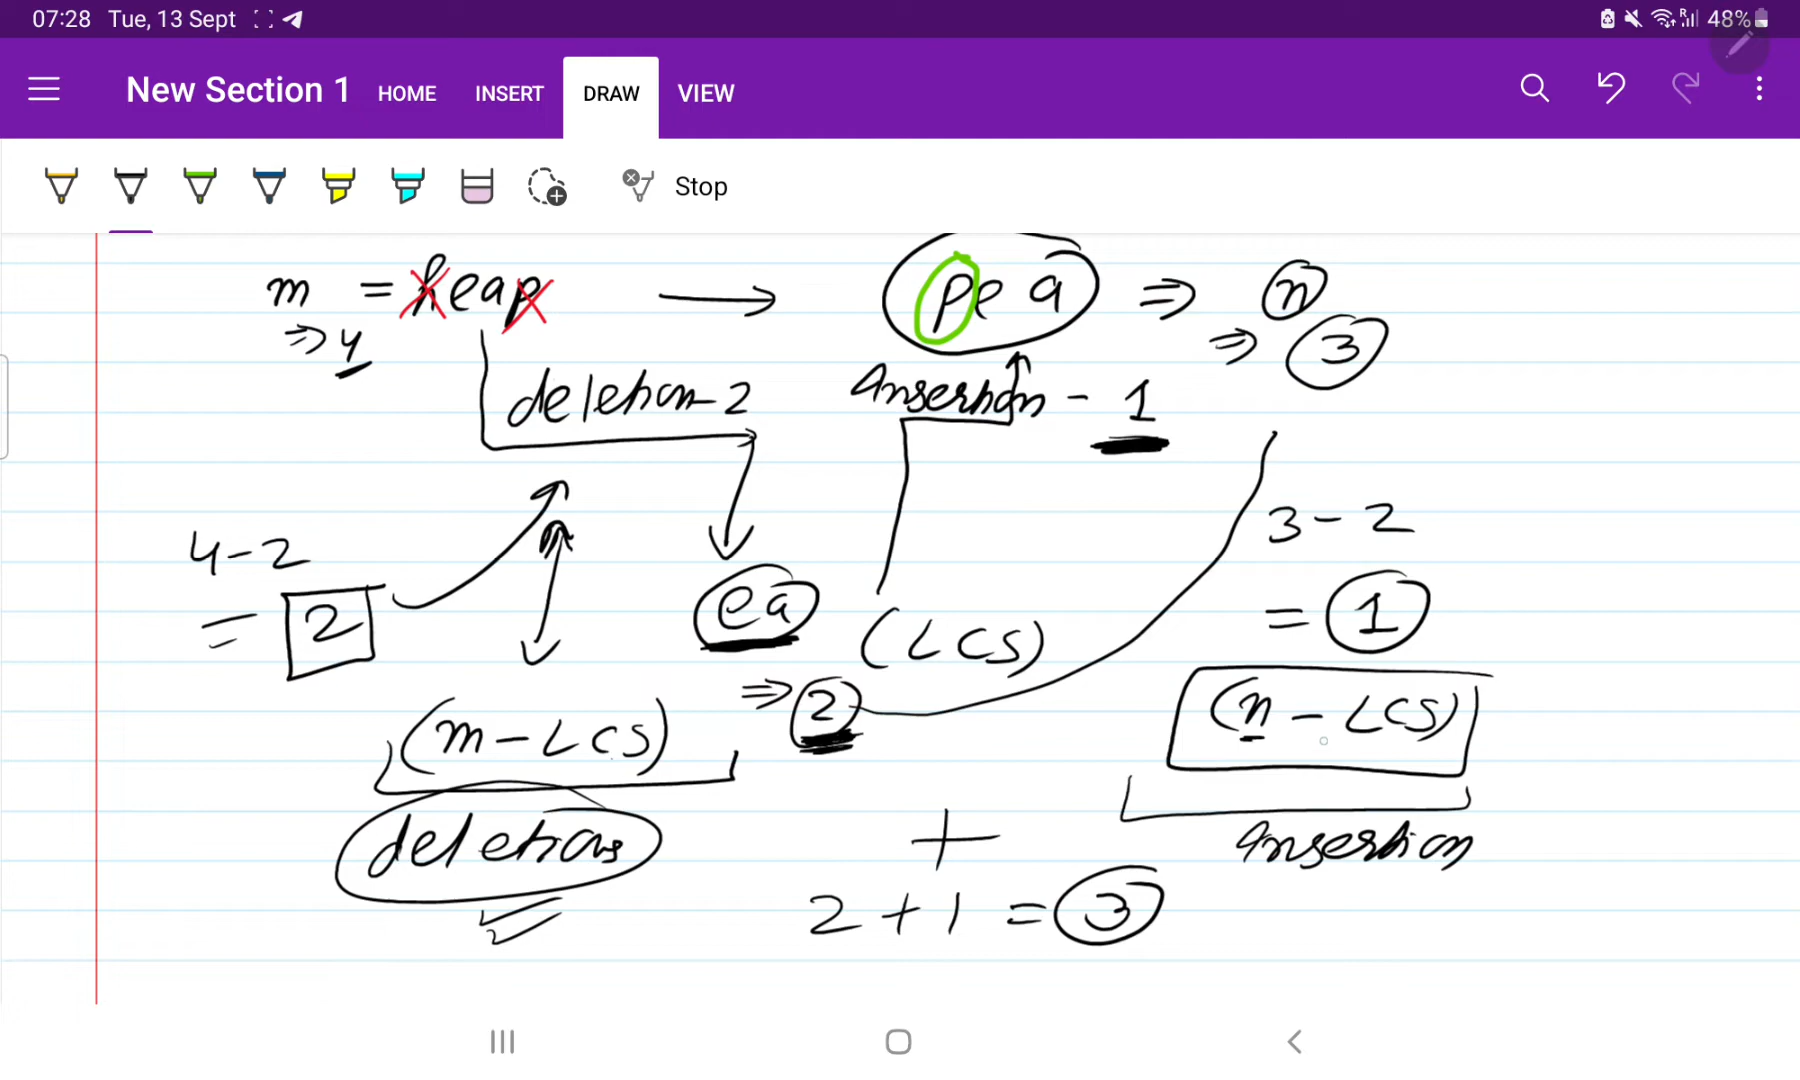 07:28 Tue, 13 Sept 48%
New Section 1 HOME INSERT DRAW VIEW
Stop
m = heap → pea ⇒ n
⇒ 4 ⇒ 3
deletion - 2 Insertion - 1
4 - 2 3 - 2
= 2 ea (LCS) = 1
(m - LCS) ⇒ 2 (n - LCS)
deletions + Insertion
2 + 1 = 3